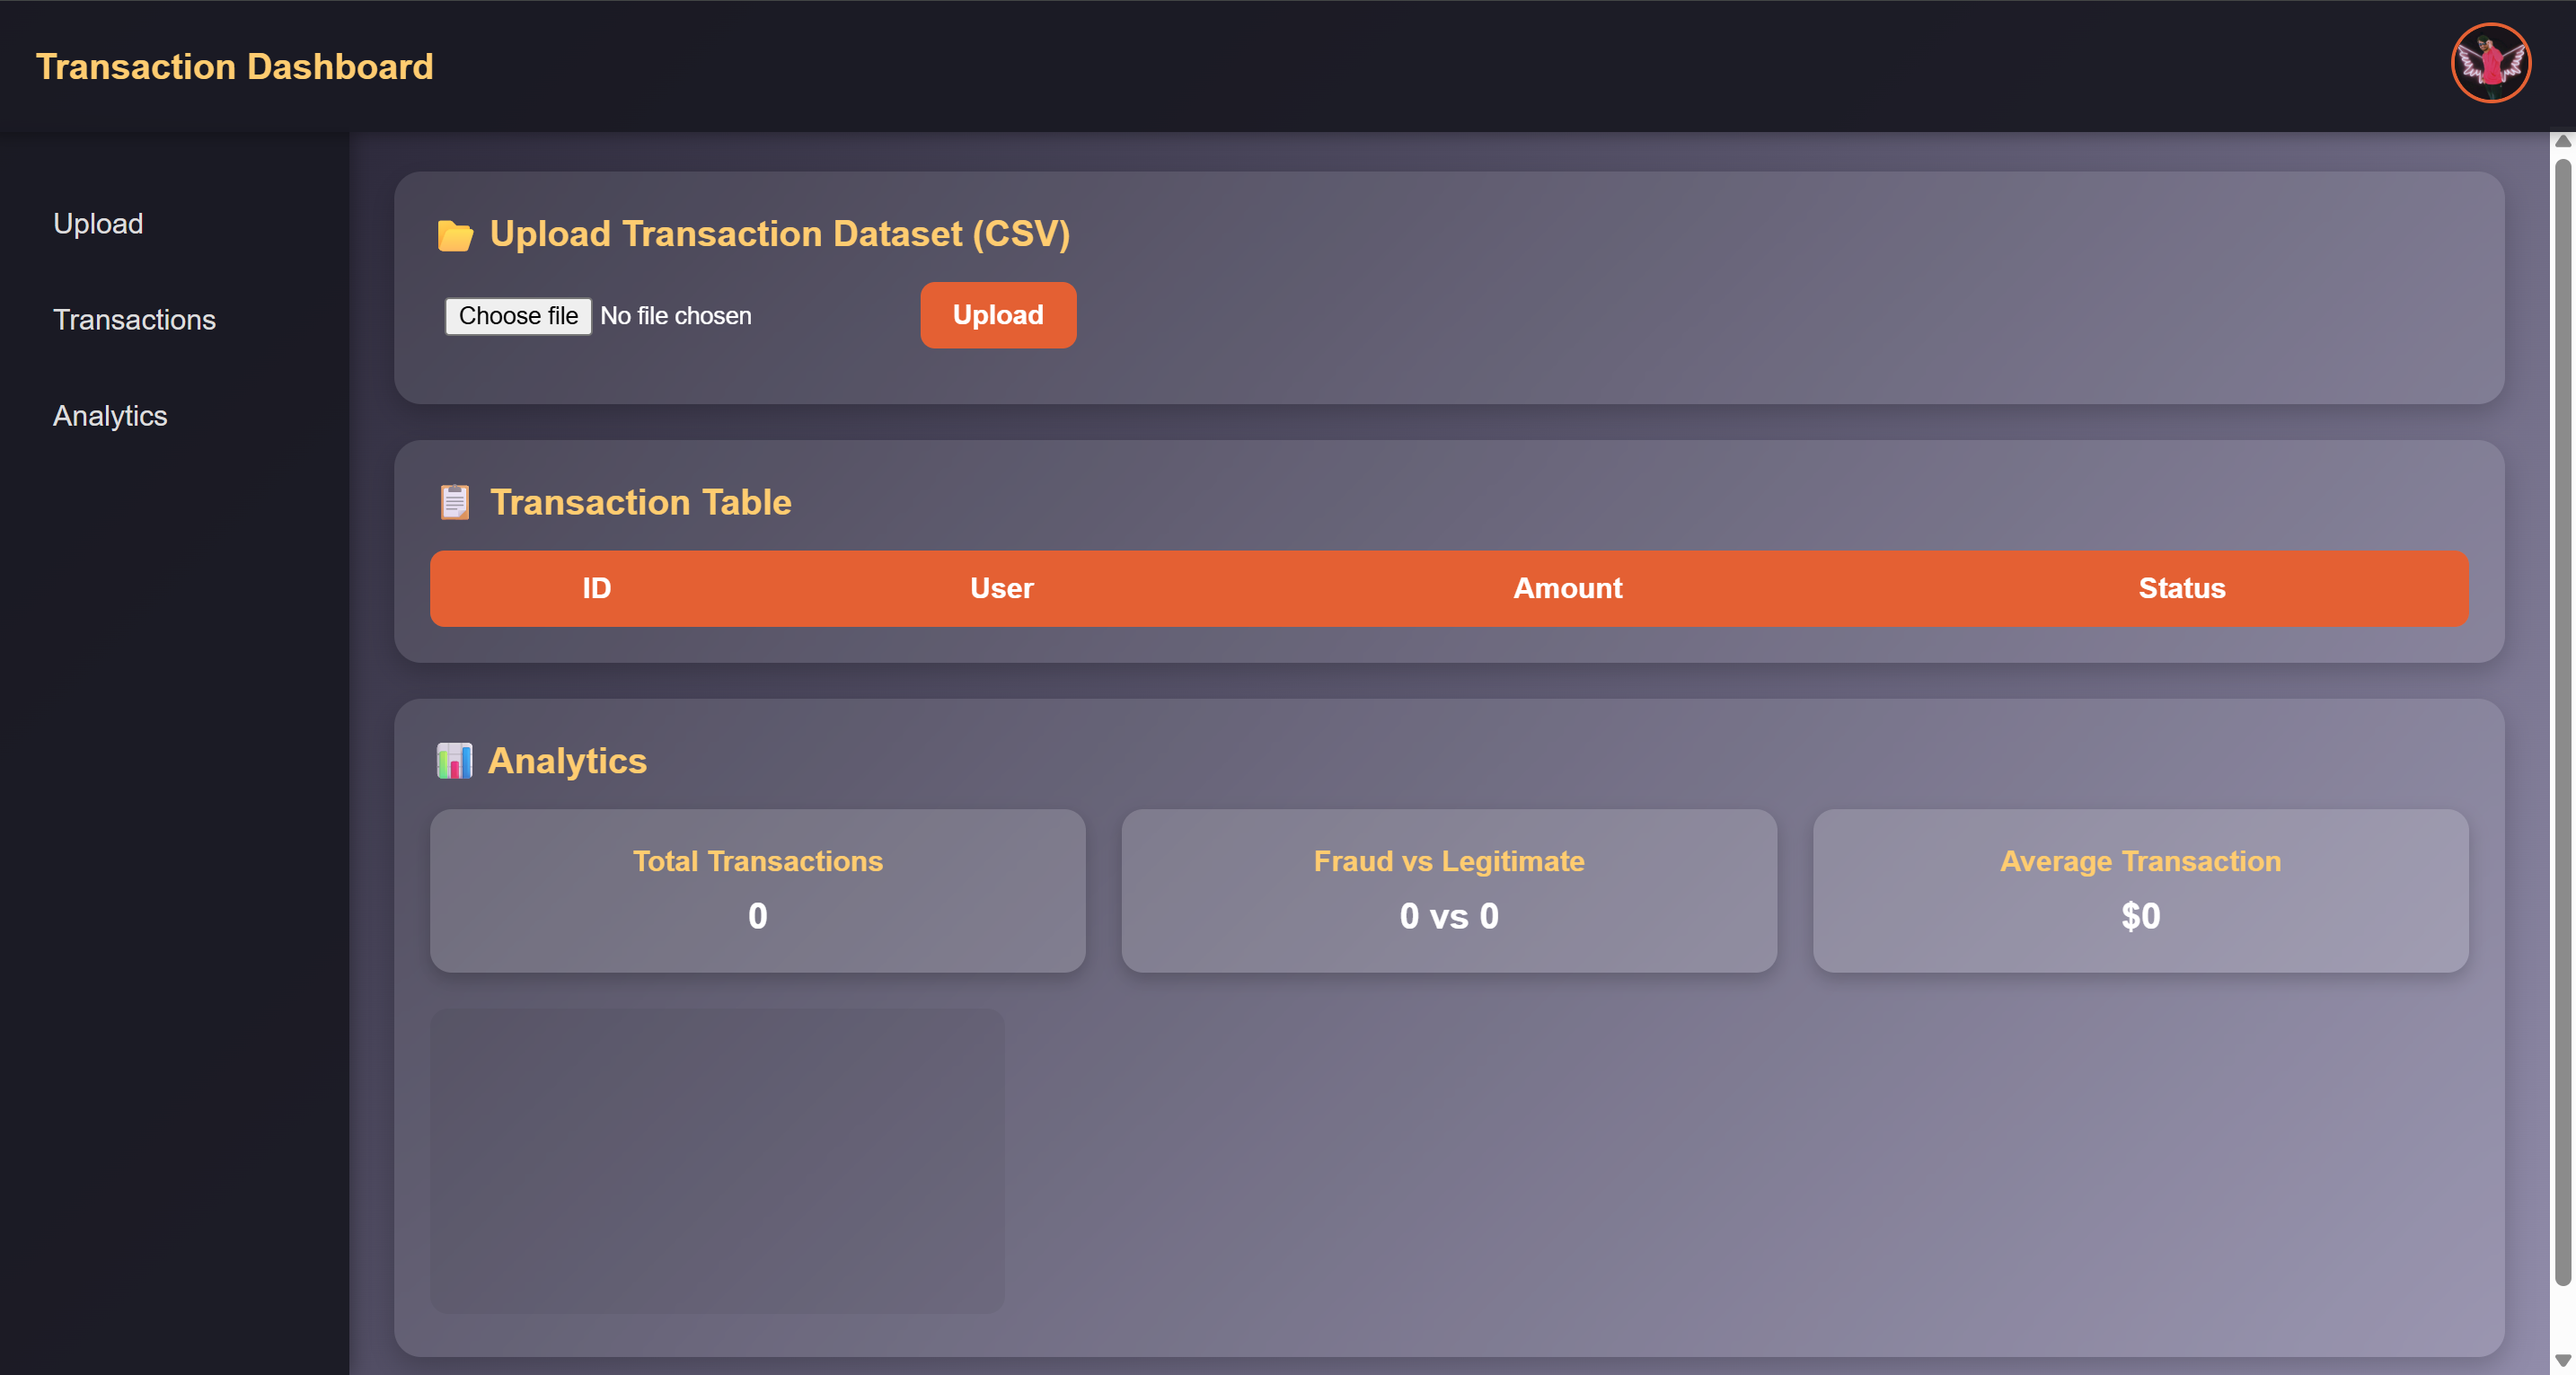 Transaction Dashboard
Upload
Transactions
Analytics
Upload Transaction Dataset (CSV)
Choose file No file chosen Upload
Transaction Table
ID User Amount Status
Analytics
Total Transactions
0
Fraud vs Legitimate
0 vs 0
Average Transaction
$0